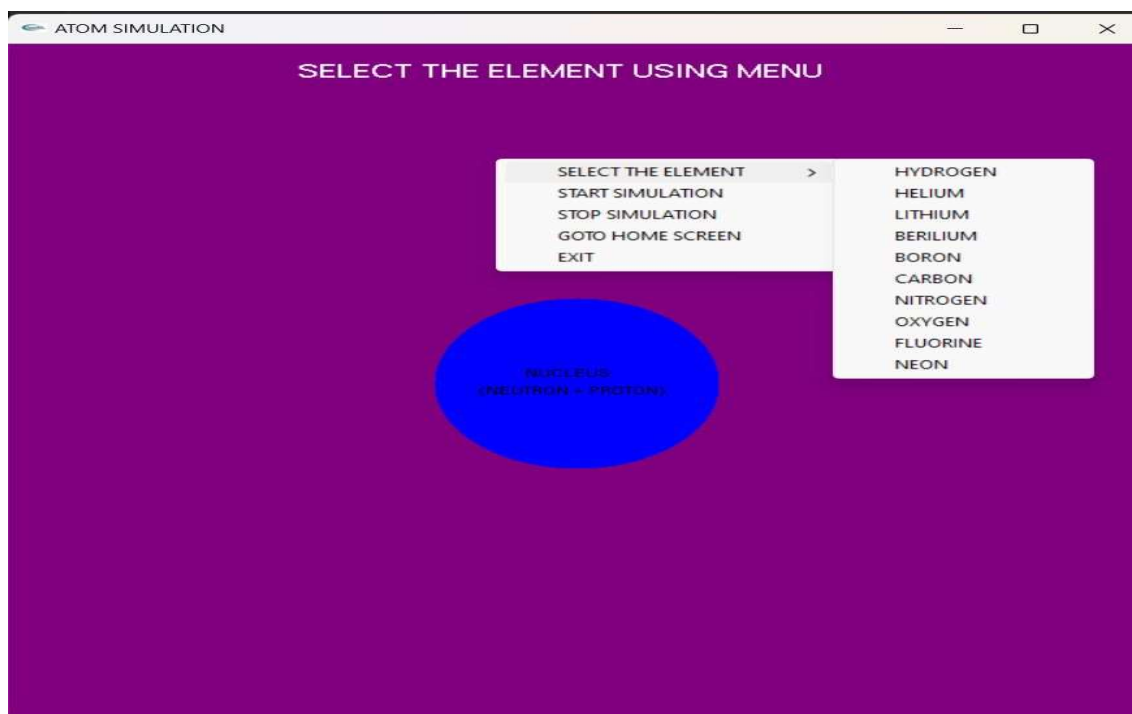 ATOM SIMULATION
SELECT THE ELEMENT USING MENU
SELECT THE ELEMENT >
START SIMULATION
STOP SIMULATION
GOTO HOME SCREEN
EXIT
HYDROGEN
HELIUM
LITHIUM
BERILIUM
BORON
CARBON
NITROGEN
OXYGEN
FLUORINE
NEON
NUCLEUS
(NEUTRON + PROTON)